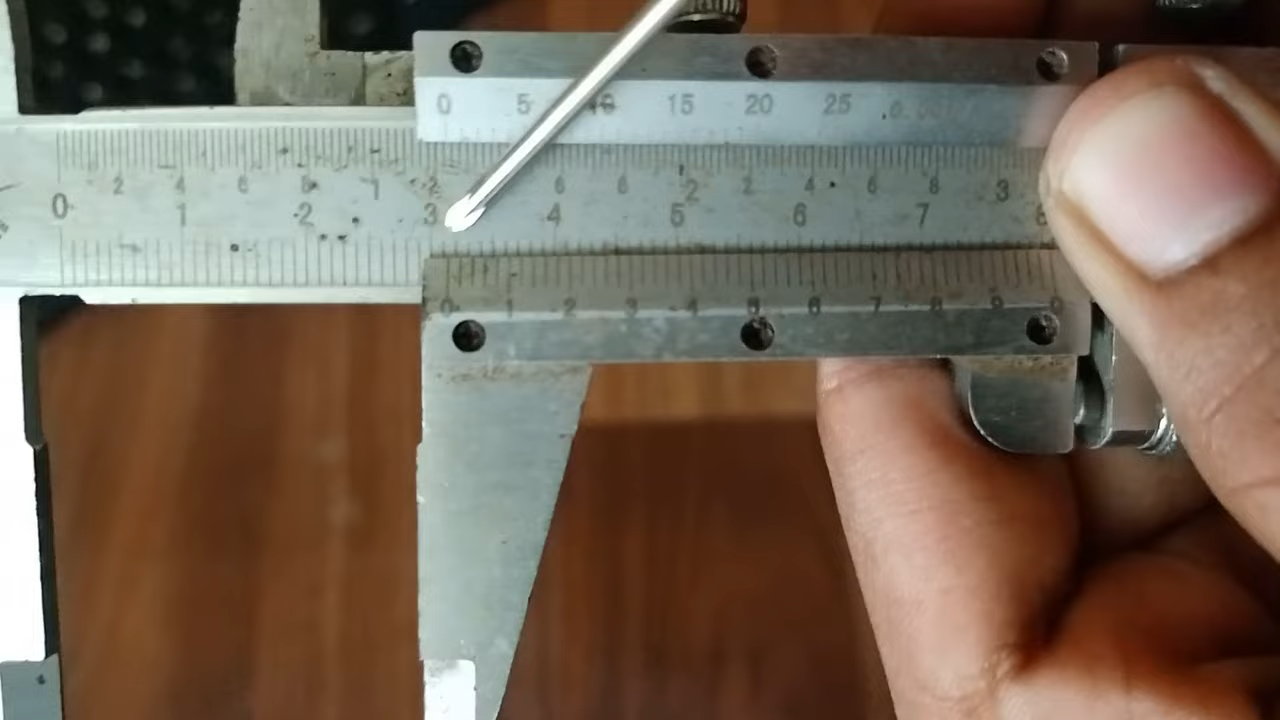 0 5 10 15 20 25 0.001in
2 4 6 8 1 2 6 8 2 2 4 6 8 3
0 1 2 3 4 5 6 7 8
0 1 2 3 4 5 6 7 8 9 0